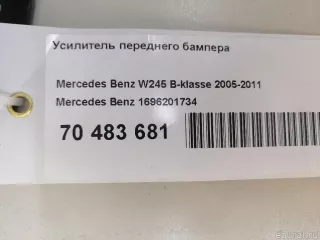 Усилитель переднего бампера
Mercedes Benz W245 B-klasse 2005-2011
Mercedes Benz 1696201734
70 483 681